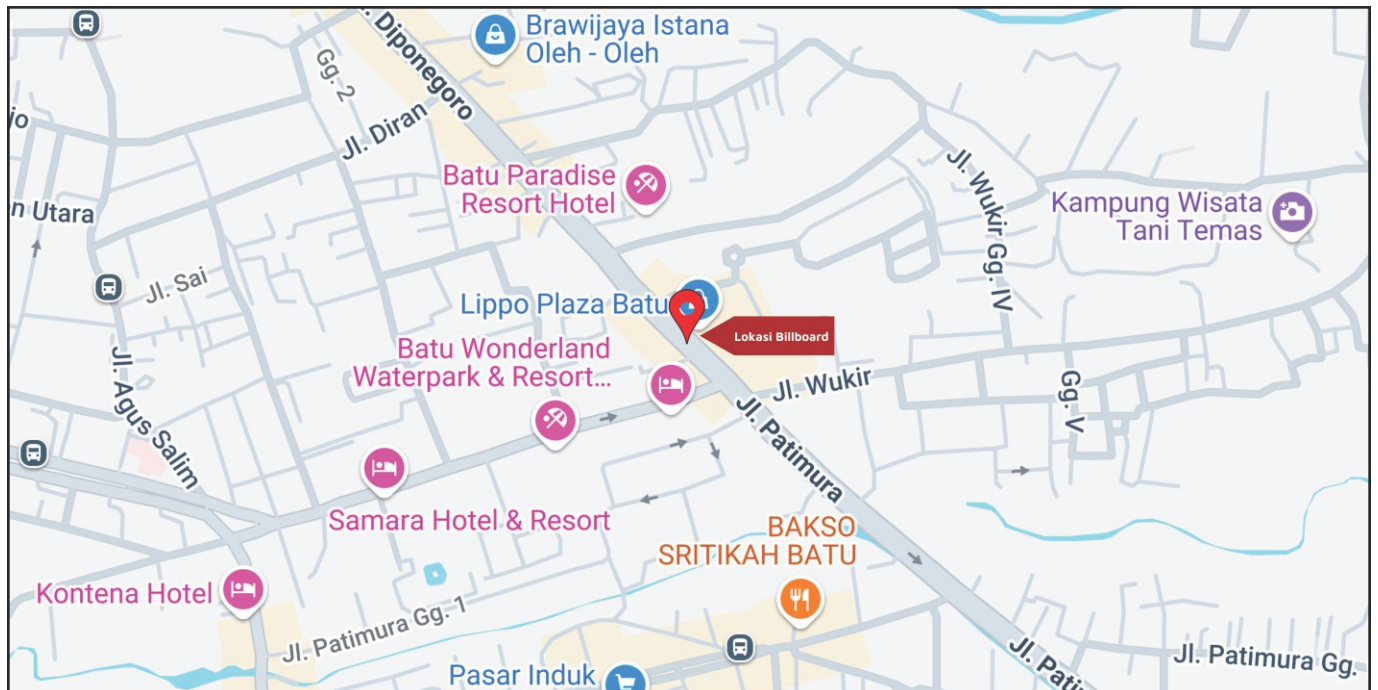 Brawijaya Istana
Oleh - Oleh
. Diponegoro
Gg. 2
Jl. Diran
jo
Batu Paradise
Resort Hotel
Jl. Wukir Gg. IV
Kampung Wisata
Tani Temas
n Utara
Jl. Sai
Lippo Plaza Batu
Lokasi Billboard
Batu Wonderland
Waterpark & Resort...
Jl. Agus Salim
Jl. Wukir
Gg. V
Jl. Patimura
Samara Hotel & Resort
BAKSO
SRITIKAH BATU
Kontena Hotel
Jl. Patimura Gg. 1
Jl. Pati
Jl. Patimura Gg.
Pasar Induk